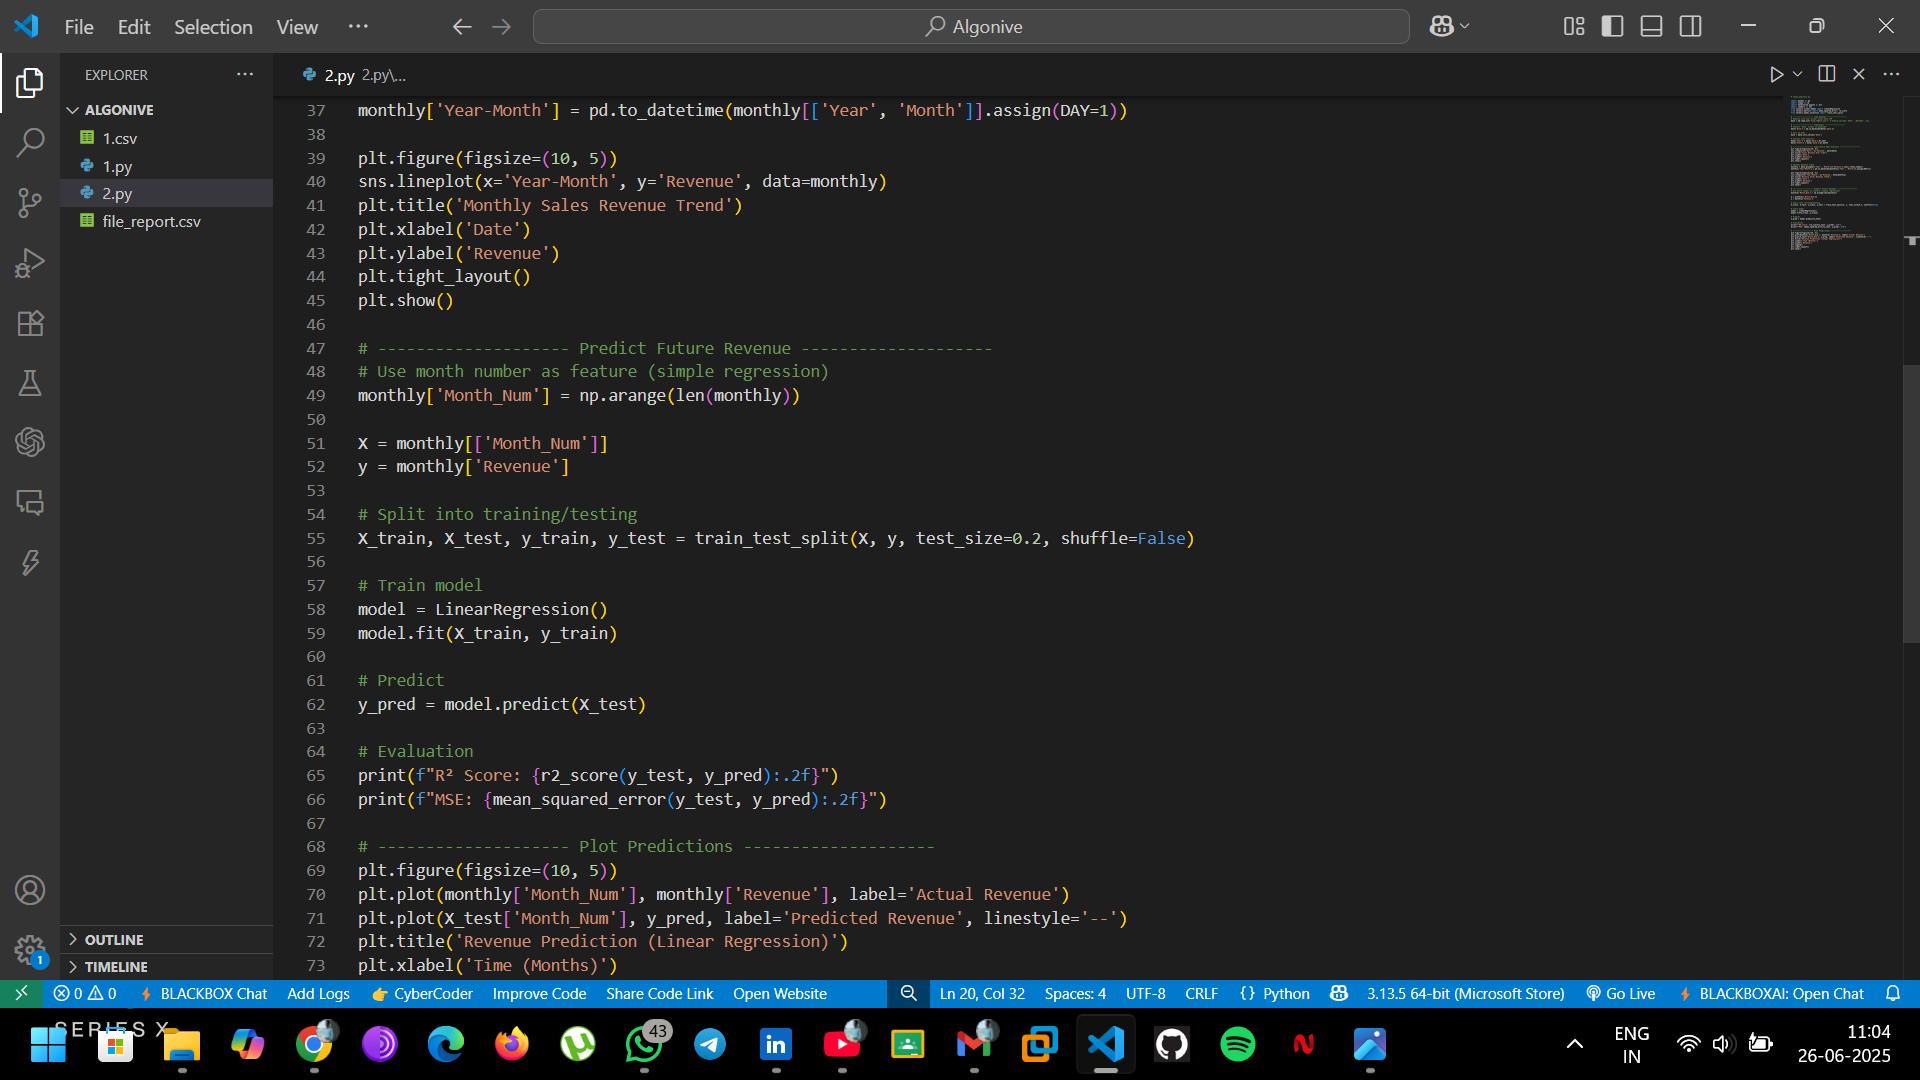 File Edit Selection View ··· Algonive
EXPLORER ···
ALGONIVE
1.csv
1.py
2.py
file_report.csv
OUTLINE
TIMELINE
2.py 2.py\...
37 monthly['Year-Month'] = pd.to_datetime(monthly[['Year', 'Month']].assign(DAY=1))
38
39 plt.figure(figsize=(10, 5))
40 sns.lineplot(x='Year-Month', y='Revenue', data=monthly)
41 plt.title('Monthly Sales Revenue Trend')
42 plt.xlabel('Date')
43 plt.ylabel('Revenue')
44 plt.tight_layout()
45 plt.show()
46
47 # -------------------- Predict Future Revenue --------------------
48 # Use month number as feature (simple regression)
49 monthly['Month_Num'] = np.arange(len(monthly))
50
51 X = monthly[['Month_Num']]
52 y = monthly['Revenue']
53
54 # Split into training/testing
55 X_train, X_test, y_train, y_test = train_test_split(X, y, test_size=0.2, shuffle=False)
56
57 # Train model
58 model = LinearRegression()
59 model.fit(X_train, y_train)
60
61 # Predict
62 y_pred = model.predict(X_test)
63
64 # Evaluation
65 print(f"R² Score: {r2_score(y_test, y_pred):.2f}")
66 print(f"MSE: {mean_squared_error(y_test, y_pred):.2f}")
67
68 # -------------------- Plot Predictions --------------------
69 plt.figure(figsize=(10, 5))
70 plt.plot(monthly['Month_Num'], monthly['Revenue'], label='Actual Revenue')
71 plt.plot(X_test['Month_Num'], y_pred, label='Predicted Revenue', linestyle='--')
72 plt.title('Revenue Prediction (Linear Regression)')
73 plt.xlabel('Time (Months)')
1
0 0 BLACKBOX Chat Add Logs CyberCoder Improve Code Share Code Link Open Website Ln 20, Col 32 Spaces: 4 UTF-8 CRLF {} Python 3.13.5 64-bit (Microsoft Store) Go Live BLACKBOXAI: Open Chat
SERIES X 43 in N ENG IN 11:04
26-06-2025